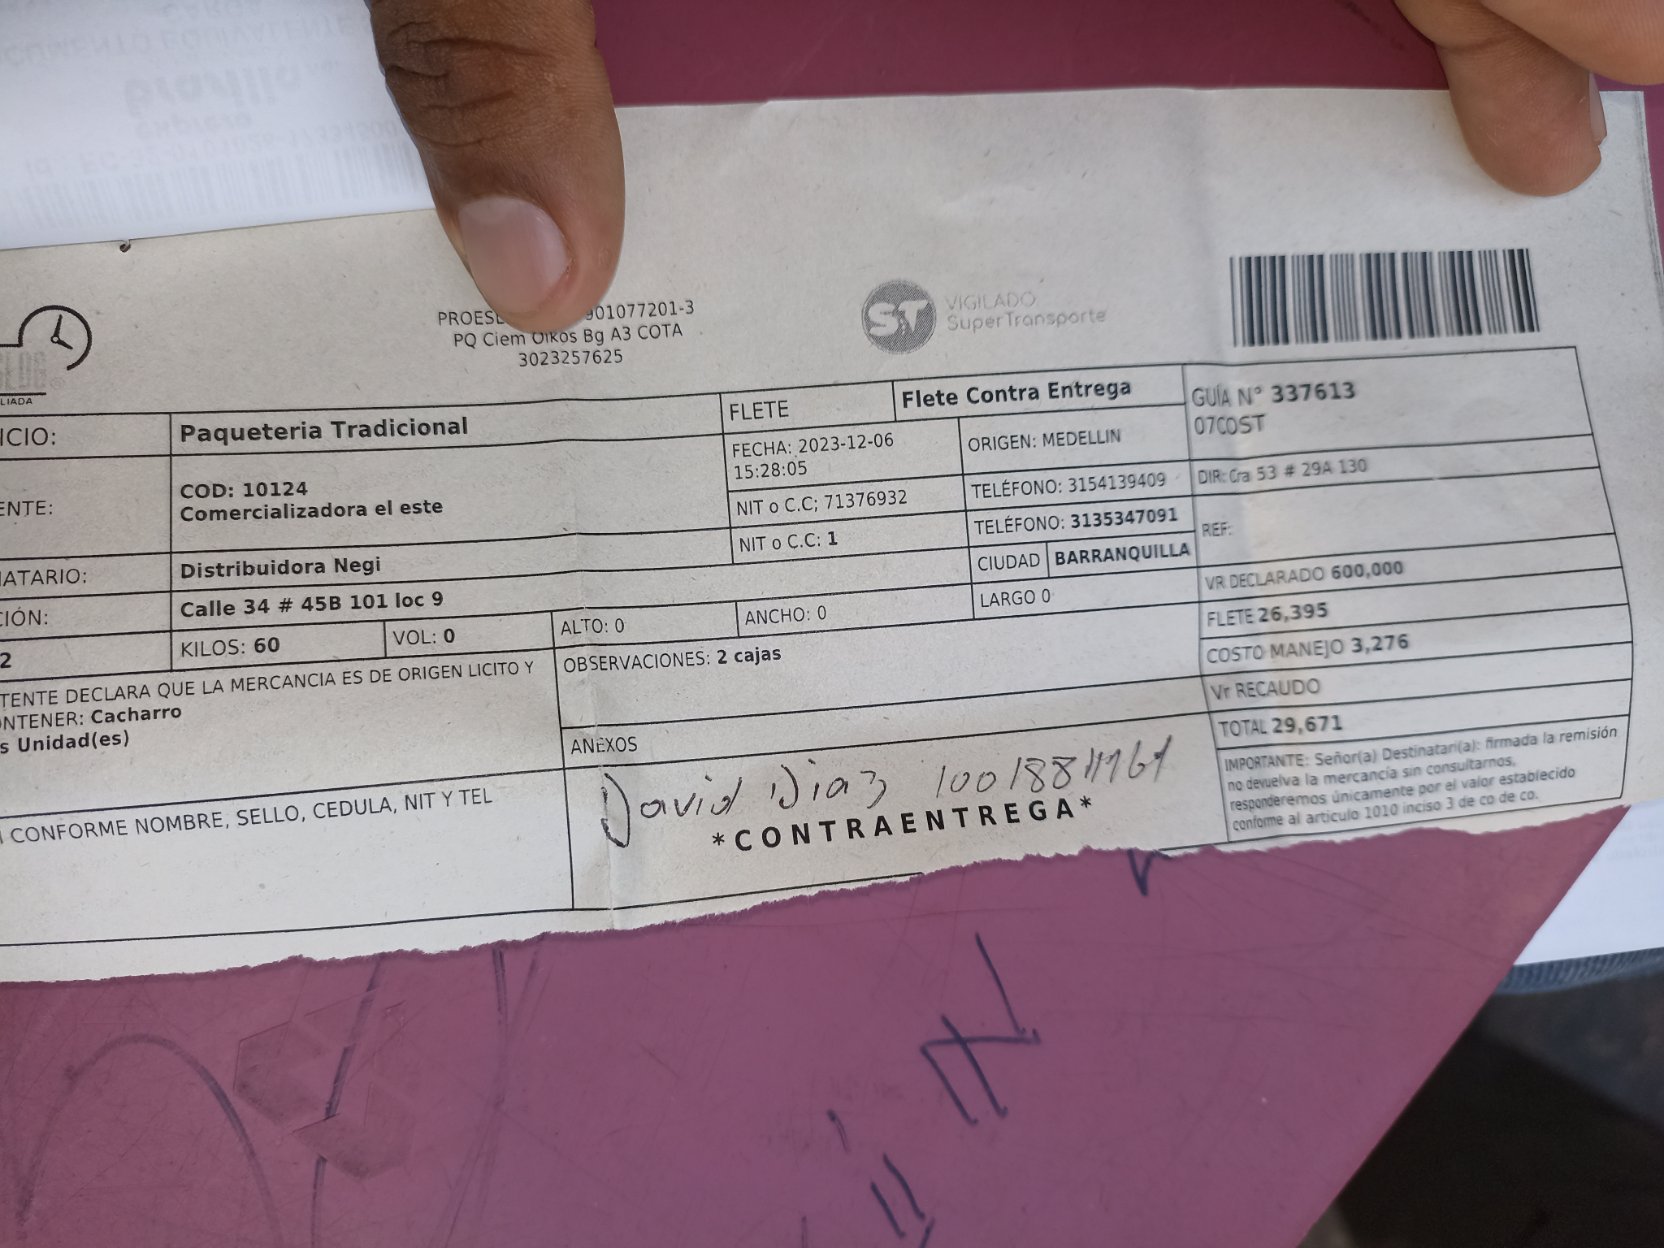 PROESL 901077201-3
PQ Ciem Oikos Bg A3 COTA
3023257625
ST VIGILADO
SuperTransporte
LIADA
ICIO: Paqueteria Tradicional
FLETE Flete Contra Entrega
GUÍA N° 337613
07COST
ENTE: COD: 10124
Comercializadora el este
FECHA: 2023-12-06
15:28:05
ORIGEN: MEDELLIN
NIT o C.C; 71376932
TELÉFONO: 3154139409
DIR: Cra 53 # 29A 130
IATARIO: Distribuidora Negi
NIT o C.C: 1
TELÉFONO: 3135347091
REF:
CIÓN: Calle 34 # 45B 101 loc 9
CIUDAD BARRANQUILLA
2 KILOS: 60 VOL: 0 ALTO: 0 ANCHO: 0 LARGO 0
VR DECLARADO 600,000
FLETE 26,395
COSTO MANEJO 3,276
Vr RECAUDO
TOTAL 29,671
TENTE DECLARA QUE LA MERCANCIA ES DE ORIGEN LICITO Y
ONTENER: Cacharro
s Unidad(es)
OBSERVACIONES: 2 cajas
ANEXOS
I CONFORME NOMBRE, SELLO, CEDULA, NIT Y TEL
David Diaz
*CONTRAENTREGA*
IMPORTANTE: Señor(a) Destinatari(a): firmada la remisión
no devuelva la mercancía sin consultarnos,
responderemos únicamente por el valor establecido
conforme al articulo 1010 inciso 3 de co de co.